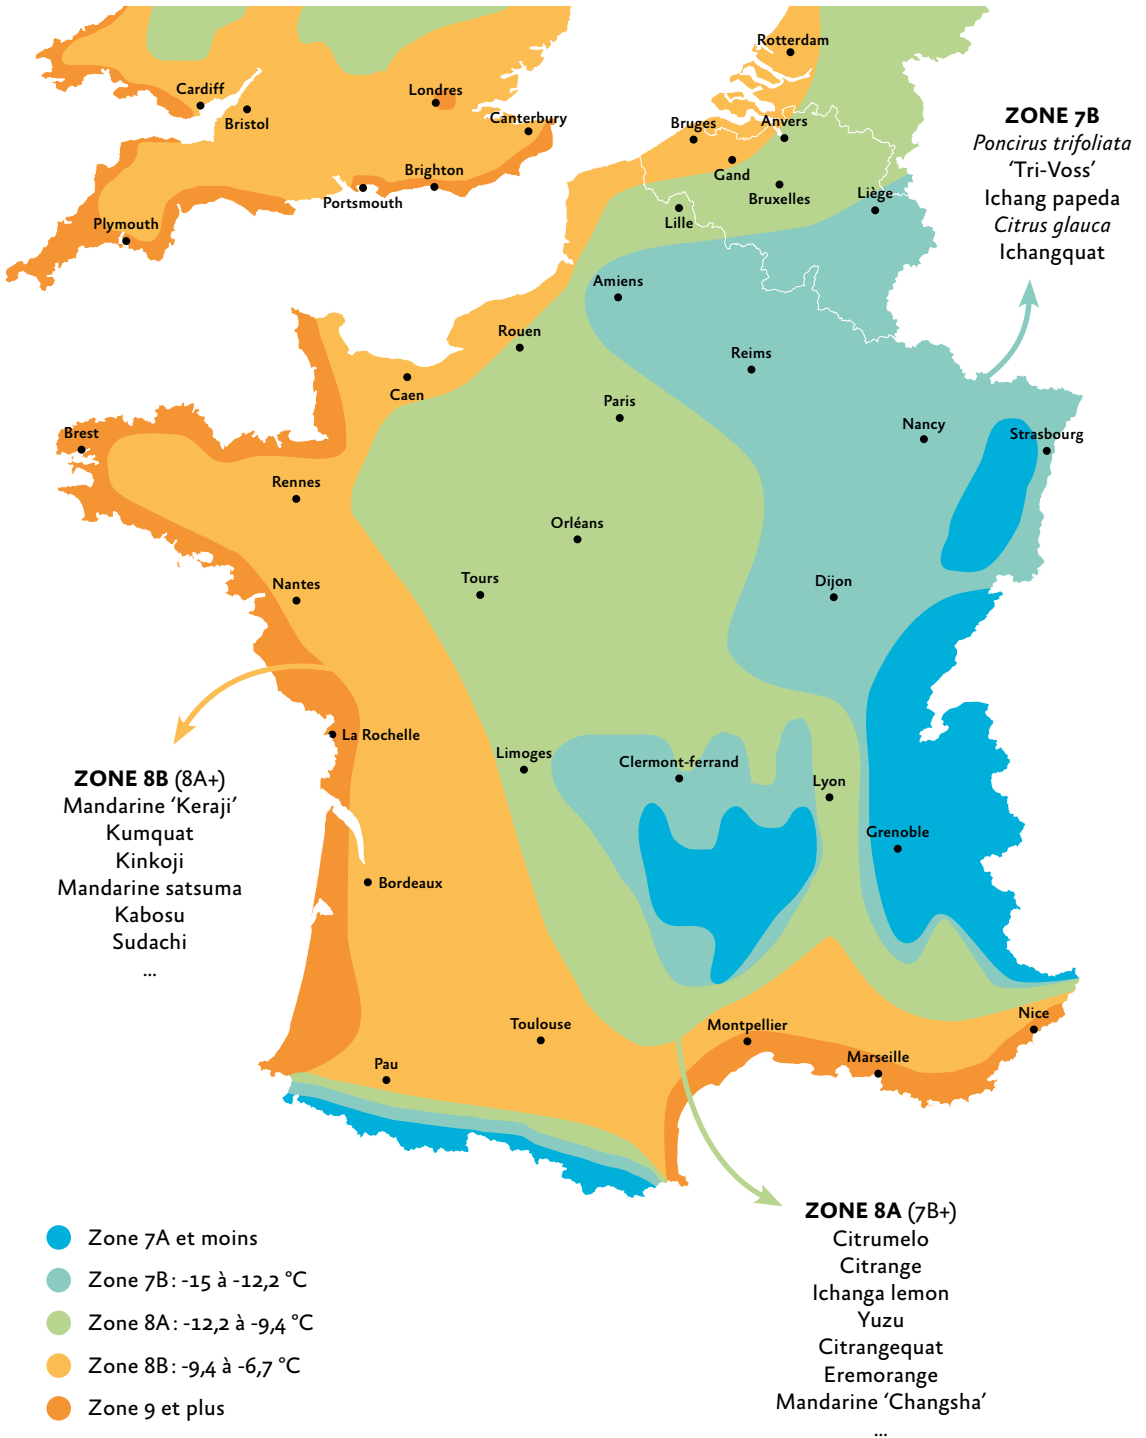 Rotterdam
Cardiff
Londres
Bristol
Canterbury
Bruges
Anvers
Gand
Brighton
Bruxelles
Liège
Portsmouth
Plymouth
Lille
ZONE 7B
Poncirus trifoliata
‘Tri-Voss’
Ichang papeda
Citrus glauca
Ichangquat
Amiens
Rouen
Reims
Caen
Paris
Brest
Nancy
Strasbourg
Rennes
Orléans
Nantes
Tours
Dijon
La Rochelle
Limoges
Clermont-ferrand
Lyon
Grenoble
Bordeaux
ZONE 8B (8A+)
Mandarine ‘Keraji’
Kumquat
Kinkoji
Mandarine satsuma
Kabosu
Sudachi
...
Toulouse
Montpellier
Nice
Marseille
Pau
ZONE 8A (7B+)
Citrumelo
Citrange
Ichanga lemon
Yuzu
Citrangequat
Eremorange
Mandarine ‘Changsha’
...
Zone 7A et moins
Zone 7B : -15 à -12,2 °C
Zone 8A : -12,2 à -9,4 °C
Zone 8B : -9,4 à -6,7 °C
Zone 9 et plus